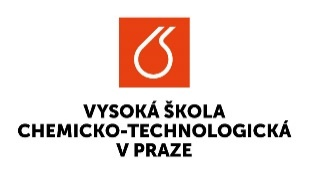 VYSOKÁ ŠKOLA
CHEMICKO-TECHNOLOGICKÁ
V PRAZE